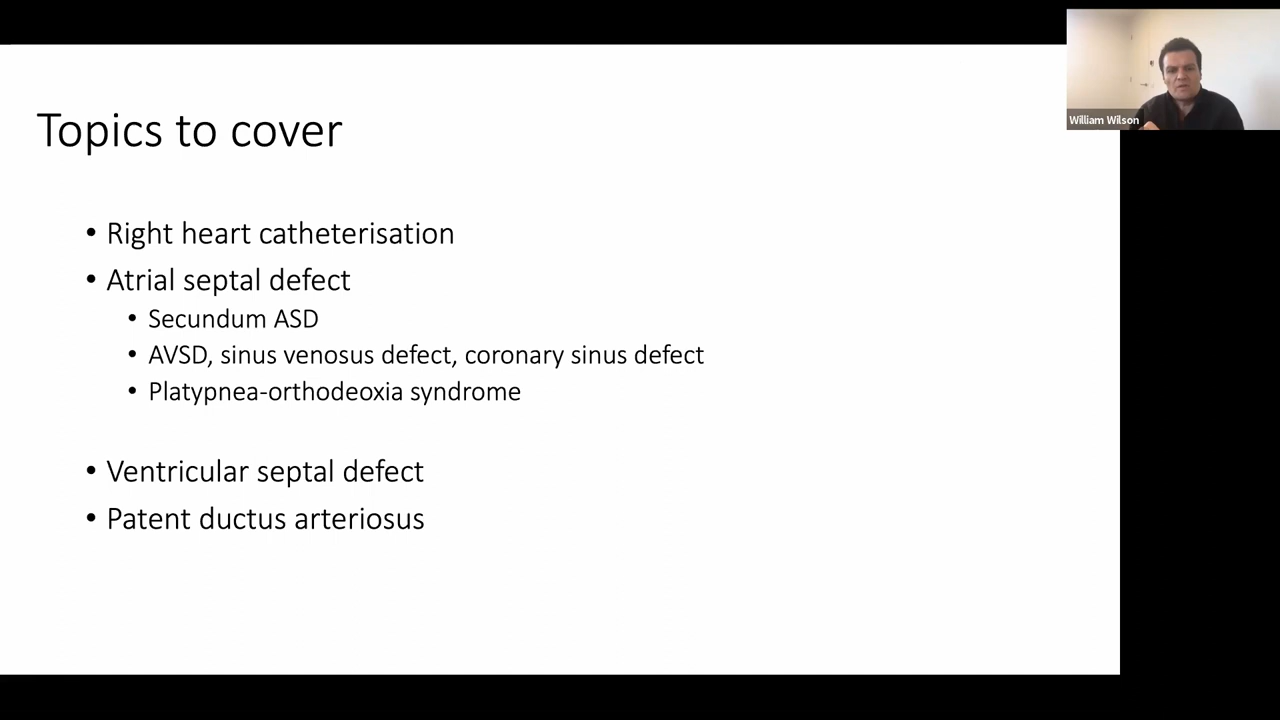 Topics to cover
• Right heart catheterisation
• Atrial septal defect
• Secundum ASD
• AVSD, sinus venosus defect, coronary sinus defect
• Platypnea-orthodeoxia syndrome
• Ventricular septal defect
• Patent ductus arteriosus
William Wilson